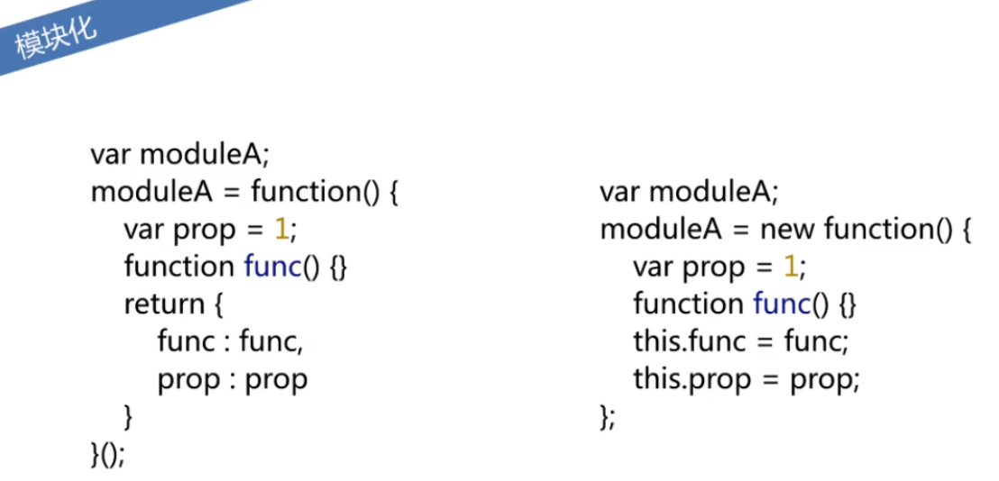 模块化
var moduleA;
moduleA = function() {
var prop = 1;
function func() {}
return {
func : func,
prop : prop
}
}();
var moduleA;
moduleA = new function() {
var prop = 1;
function func() {}
this.func = func;
this.prop = prop;
};